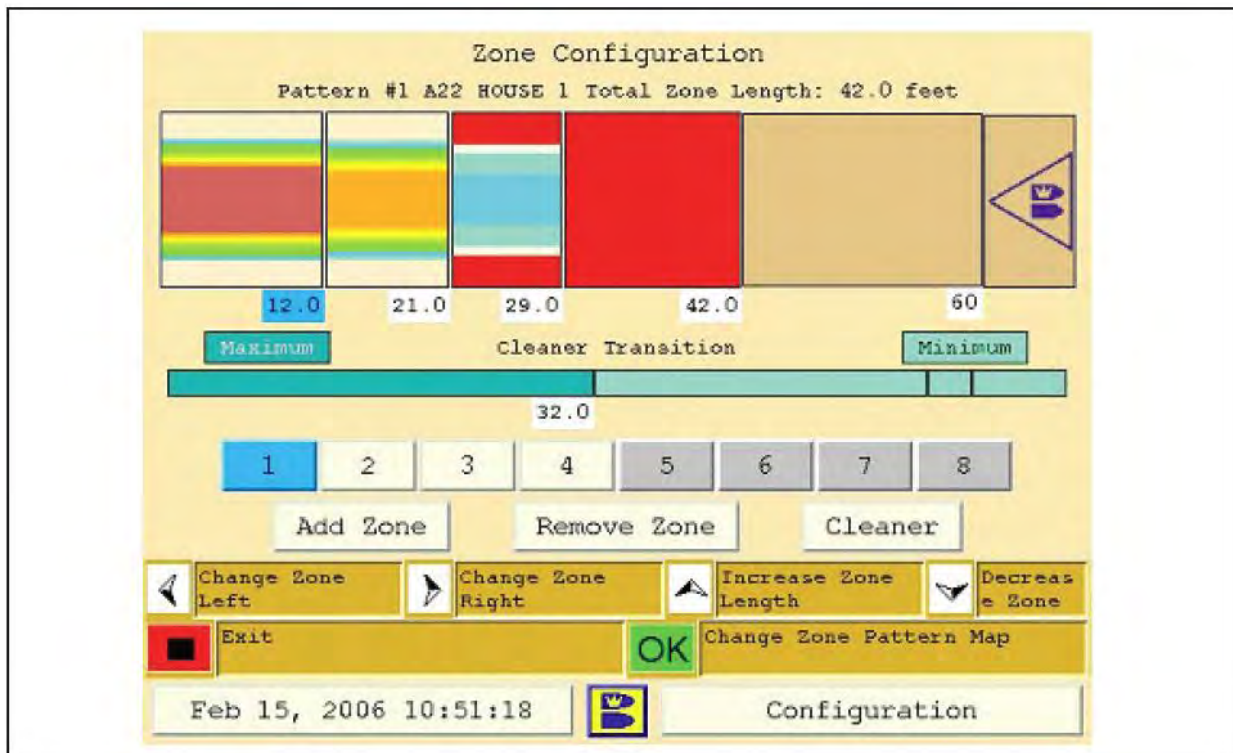 Zone Configuration
Pattern #1 A22 HOUSE 1 Total Zone Length: 42.0 feet
12.0 21.0 29.0 42.0 60
Maximum Cleaner Transition Minimum
32.0
1 2 3 4 5 6 7 8
Add Zone Remove Zone Cleaner
Change Zone Left
Change Zone Right
Increase Zone Length
Decreas
e Zone
Exit
OK Change Zone Pattern Map
Feb 15, 2006 10:51:18 Configuration